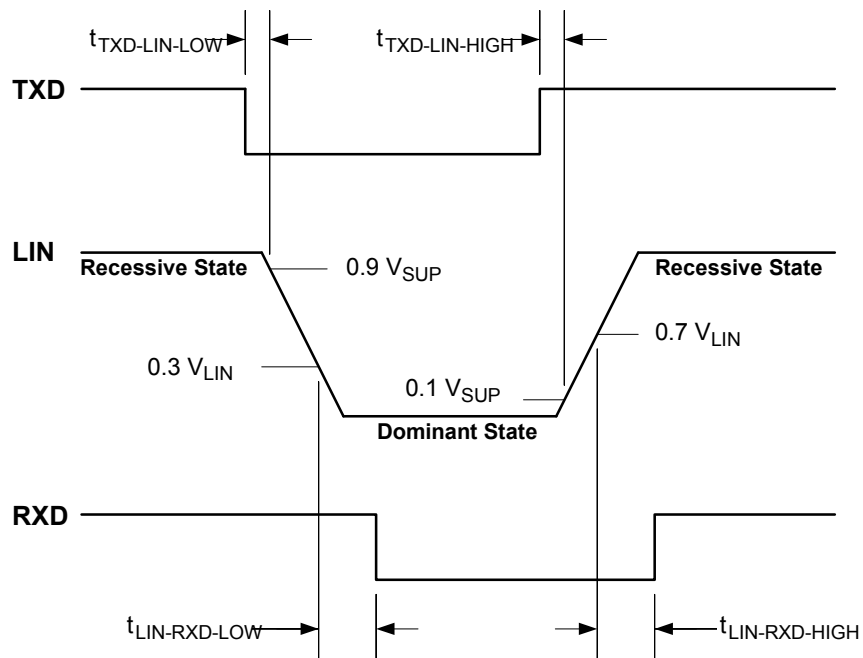 tTXD-LIN-LOW
tTXD-LIN-HIGH
TXD
LIN
Recessive State
0.9 VSUP
Recessive State
0.7 VLIN
0.3 VLIN
0.1 VSUP
Dominant State
RXD
tLIN-RXD-LOW
tLIN-RXD-HIGH